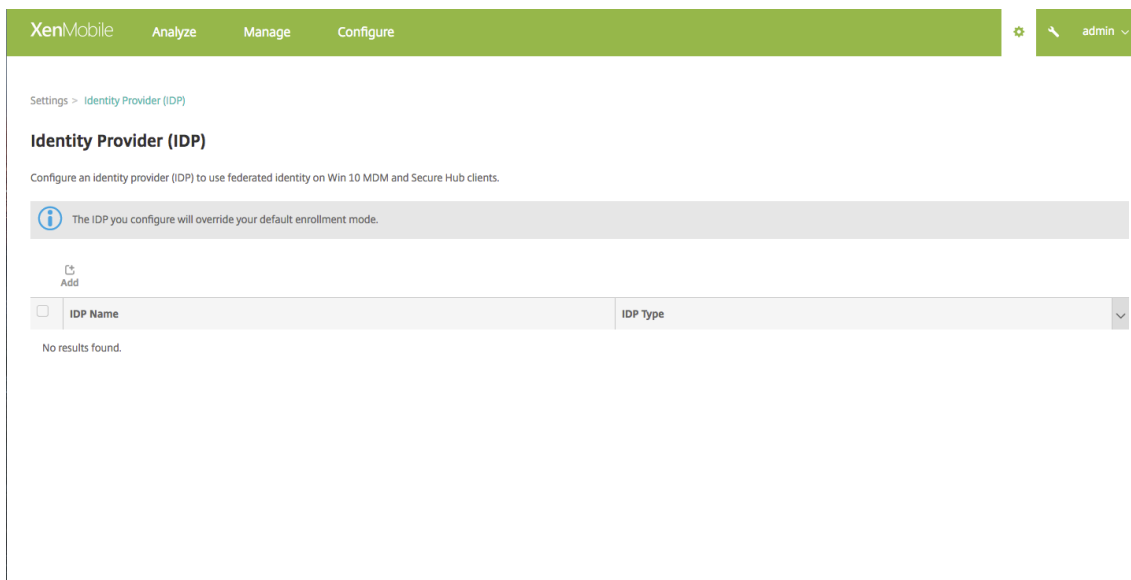 XenMobile Analyze Manage Configure admin
Settings > Identity Provider (IDP)
Identity Provider (IDP)
Configure an identity provider (IDP) to use federated identity on Win 10 MDM and Secure Hub clients.
The IDP you configure will override your default enrollment mode.
Add
IDP Name IDP Type
No results found.